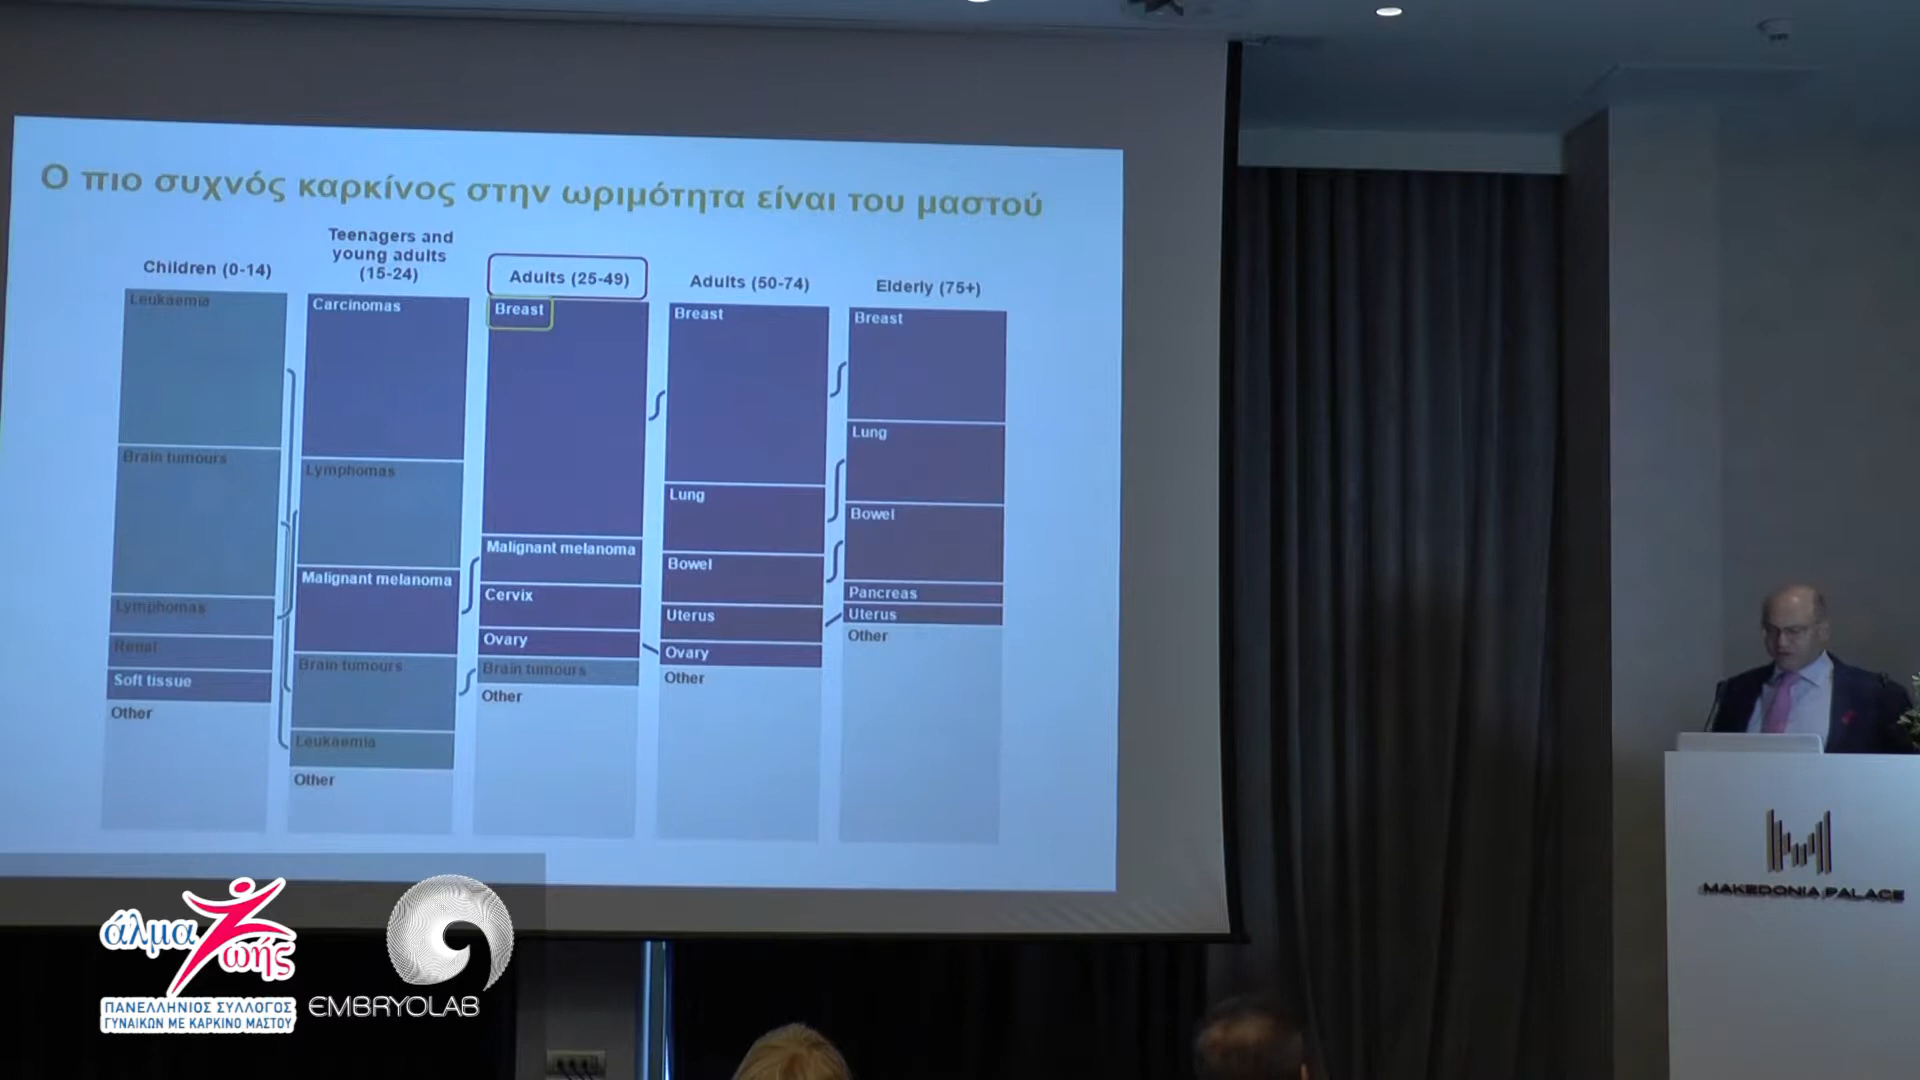 Ο πιο συχνός καρκίνος στην ωριμότητα είναι του μαστού
Children (0-14)
Leukaemia
Brain tumours
Lymphomas
Renal
Soft tissue
Other
Teenagers and
young adults
(15-24)
Carcinomas
Lymphomas
Malignant melanoma
Brain tumours
Leukaemia
Other
Adults (25-49)
Breast
Malignant melanoma
Cervix
Ovary
Brain tumours
Other
Adults (50-74)
Breast
Lung
Bowel
Uterus
Ovary
Other
Elderly (75+)
Breast
Lung
Bowel
Pancreas
Uterus
Other
MAKEDONIA PALACE
άλμα
Ζωής
ΠΑΝΕΛΛΗΝΙΟΣ ΣΥΛΛΟΓΟΣ
ΓΥΝΑΙΚΩΝ ΜΕ ΚΑΡΚΙΝΟ ΜΑΣΤΟΥ
EMBRYOLAB